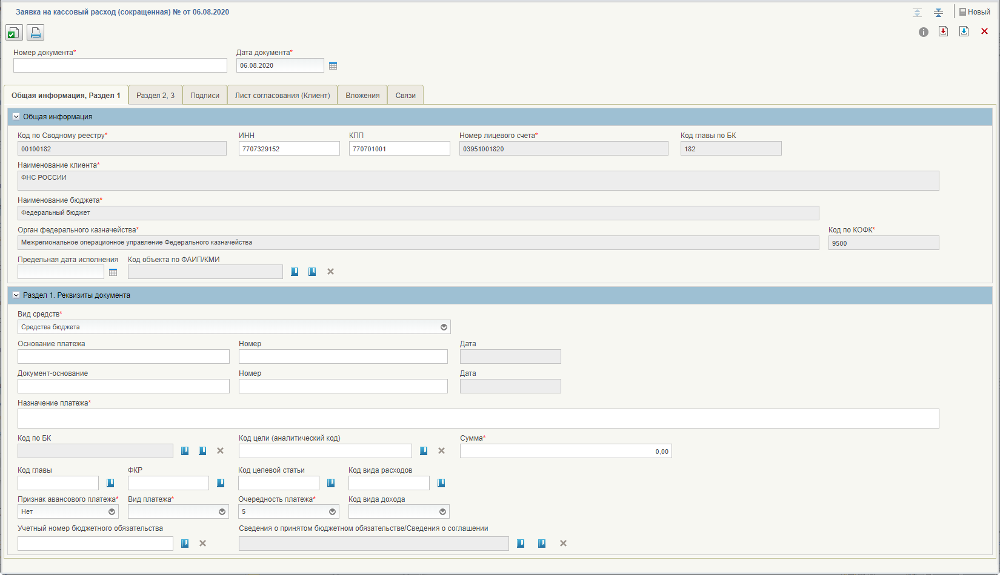 Заявка на кассовый расход (сокращенная) № от 06.08.2020
Новый
Номер документа* Дата документа*
06.08.2020
Общая информация, Раздел 1 Раздел 2, 3 Подписи Лист согласования (Клиент) Вложения Связи
Общая информация
Код по Сводному реестру* ИНН КПП Номер лицевого счета* Код главы по БК
00100182 7707329152 770701001 03951001820 182
Наименование клиента*
ФНС РОССИИ
Наименование бюджета*
Федеральный бюджет
Орган федерального казначейства* Код по КОФК*
Межрегиональное операционное управление Федерального казначейства 9500
Предельная дата исполнения Код объекта по ФАИП/КМИ
Раздел 1. Реквизиты документа
Вид средств*
Средства бюджета
Основание платежа Номер Дата
Документ-основание Номер Дата
Назначение платежа*
Код по БК Код цели (аналитический код) Сумма*
0,00
Код главы ФКР Код целевой статьи Код вида расходов
Признак авансового платежа* Вид платежа* Очередность платежа* Код вида дохода
Нет 5
Учетный номер бюджетного обязательства Сведения о принятом бюджетном обязательстве/Сведения о соглашении